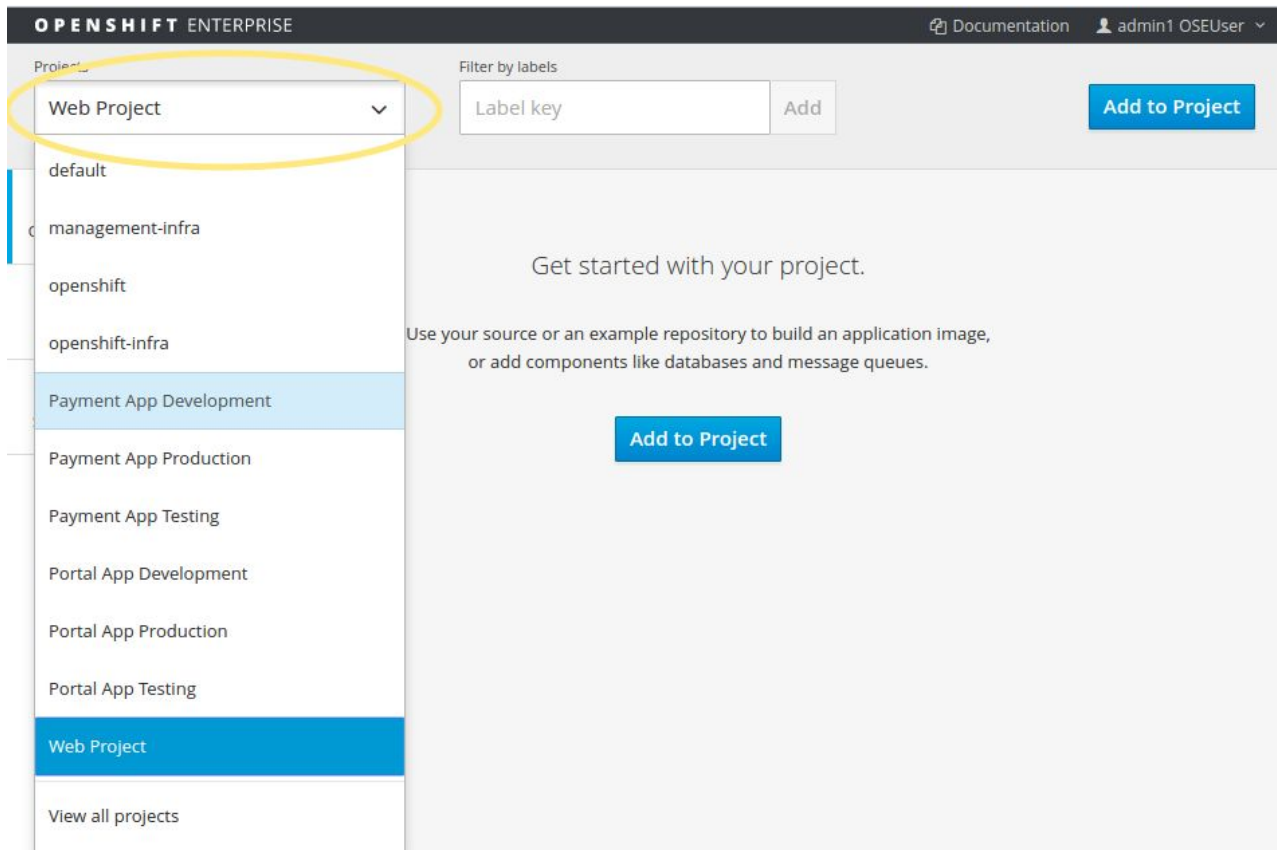 OPENSHIFT ENTERPRISE
Documentation
admin1 OSEUser
Projects
Filter by labels
Web Project
Label key
Add
Add to Project
default
management-infra
openshift
openshift-infra
Payment App Development
Payment App Production
Payment App Testing
Portal App Development
Portal App Production
Portal App Testing
Web Project
View all projects
Get started with your project.
Use your source or an example repository to build an application image,
or add components like databases and message queues.
Add to Project